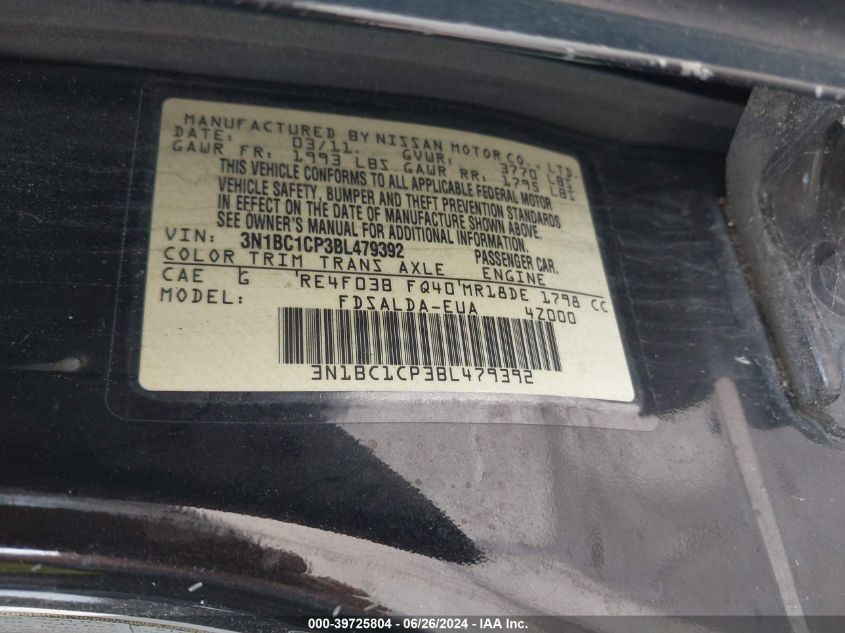 MANUFACTURED BY NISSAN MOTOR CO., LTD.
DATE: 03/11. GVWR: 3770 LBS
GAWR FR: 1993 LBS. GAWR RR: 1795 LBS
THIS VEHICLE CONFORMS TO ALL APPLICABLE FEDERAL MOTOR
VEHICLE SAFETY, BUMPER AND THEFT PREVENTION STANDARDS
IN EFFECT ON THE DATE OF MANUFACTURE SHOWN ABOVE.
SEE OWNER'S MANUAL FOR ADDITIONAL INFORMATION.
VIN: 3N1BC1CP3BL479392 PASSENGER CAR.
COLOR TRIM TRANS AXLE ENGINE
CAE G 'RE4F03B FQ40'MR18DE 1798 CC
MODEL: FDSALDA-EUA 4Z000
3N1BC1CP3BL479392
000-39725804 - 06/26/2024 - IAA Inc.